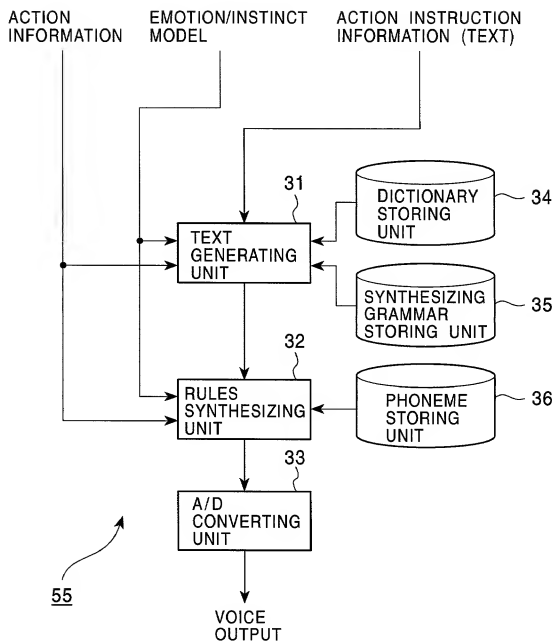 ACTION
INFORMATION
EMOTION/INSTINCT
MODEL
ACTION INSTRUCTION
INFORMATION (TEXT)
31
TEXT
GENERATING
UNIT
DICTIONARY
STORING
UNIT
34
SYNTHESIZING
GRAMMAR
STORING UNIT
35
32
RULES
SYNTHESIZING
UNIT
PHONEME
STORING
UNIT
36
33
A/D
CONVERTING
UNIT
55
VOICE
OUTPUT